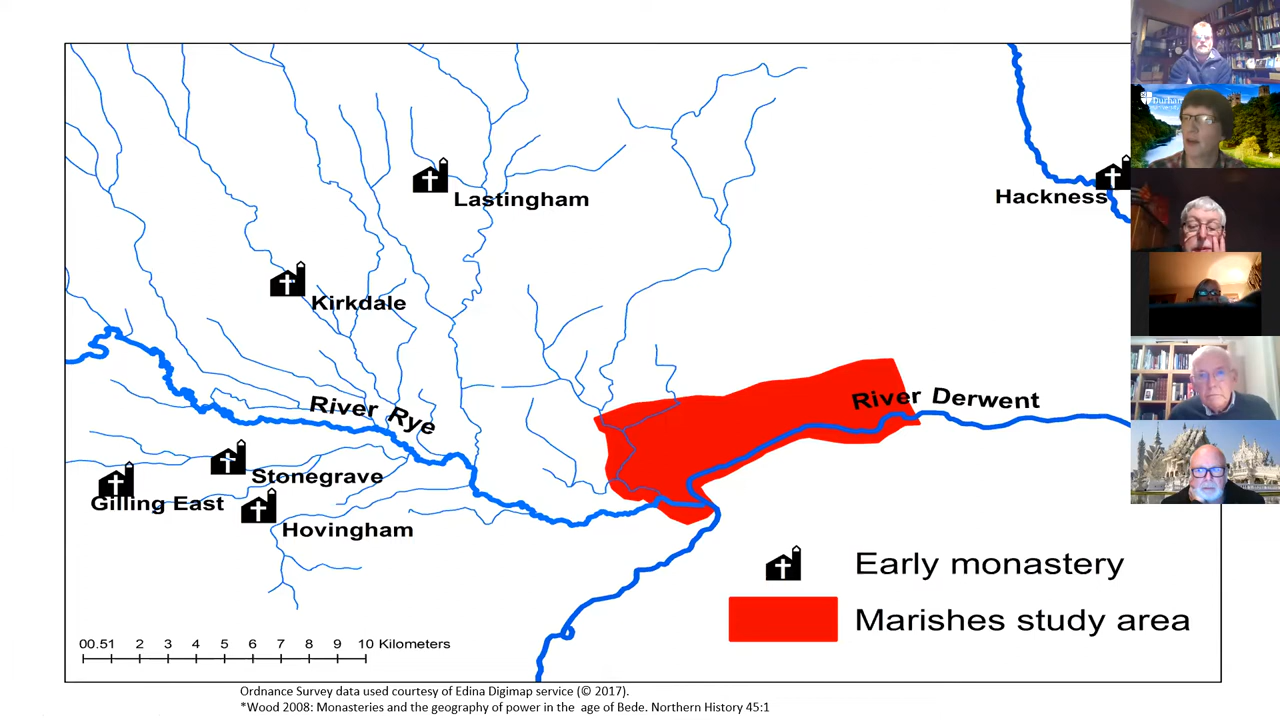 Durham
Lastingham
Hackness
Kirkdale
River Rye
River Derwent
Stonegrave
Gilling East
Hovingham
Early monastery
Marishes study area
00.51 2 3 4 5 6 7 8 9 10 Kilometers
Ordnance Survey data used courtesy of Edina Digimap service (© 2017).
*Wood 2008: Monasteries and the geography of power in the age of Bede. Northern History 45:1